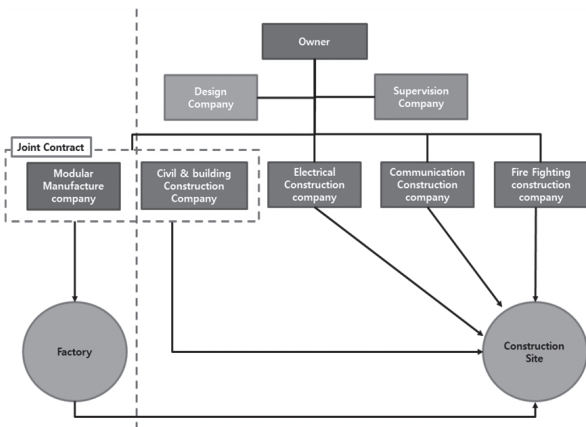 Owner
Design
Company
Supervision
Company
Joint Contract
Modular
Manufacture
company
Civil & building
Construction
Company
Electrical
Construction
company
Communication
Construction
company
Fire Fighting
construction
company
Factory
Construction
Site